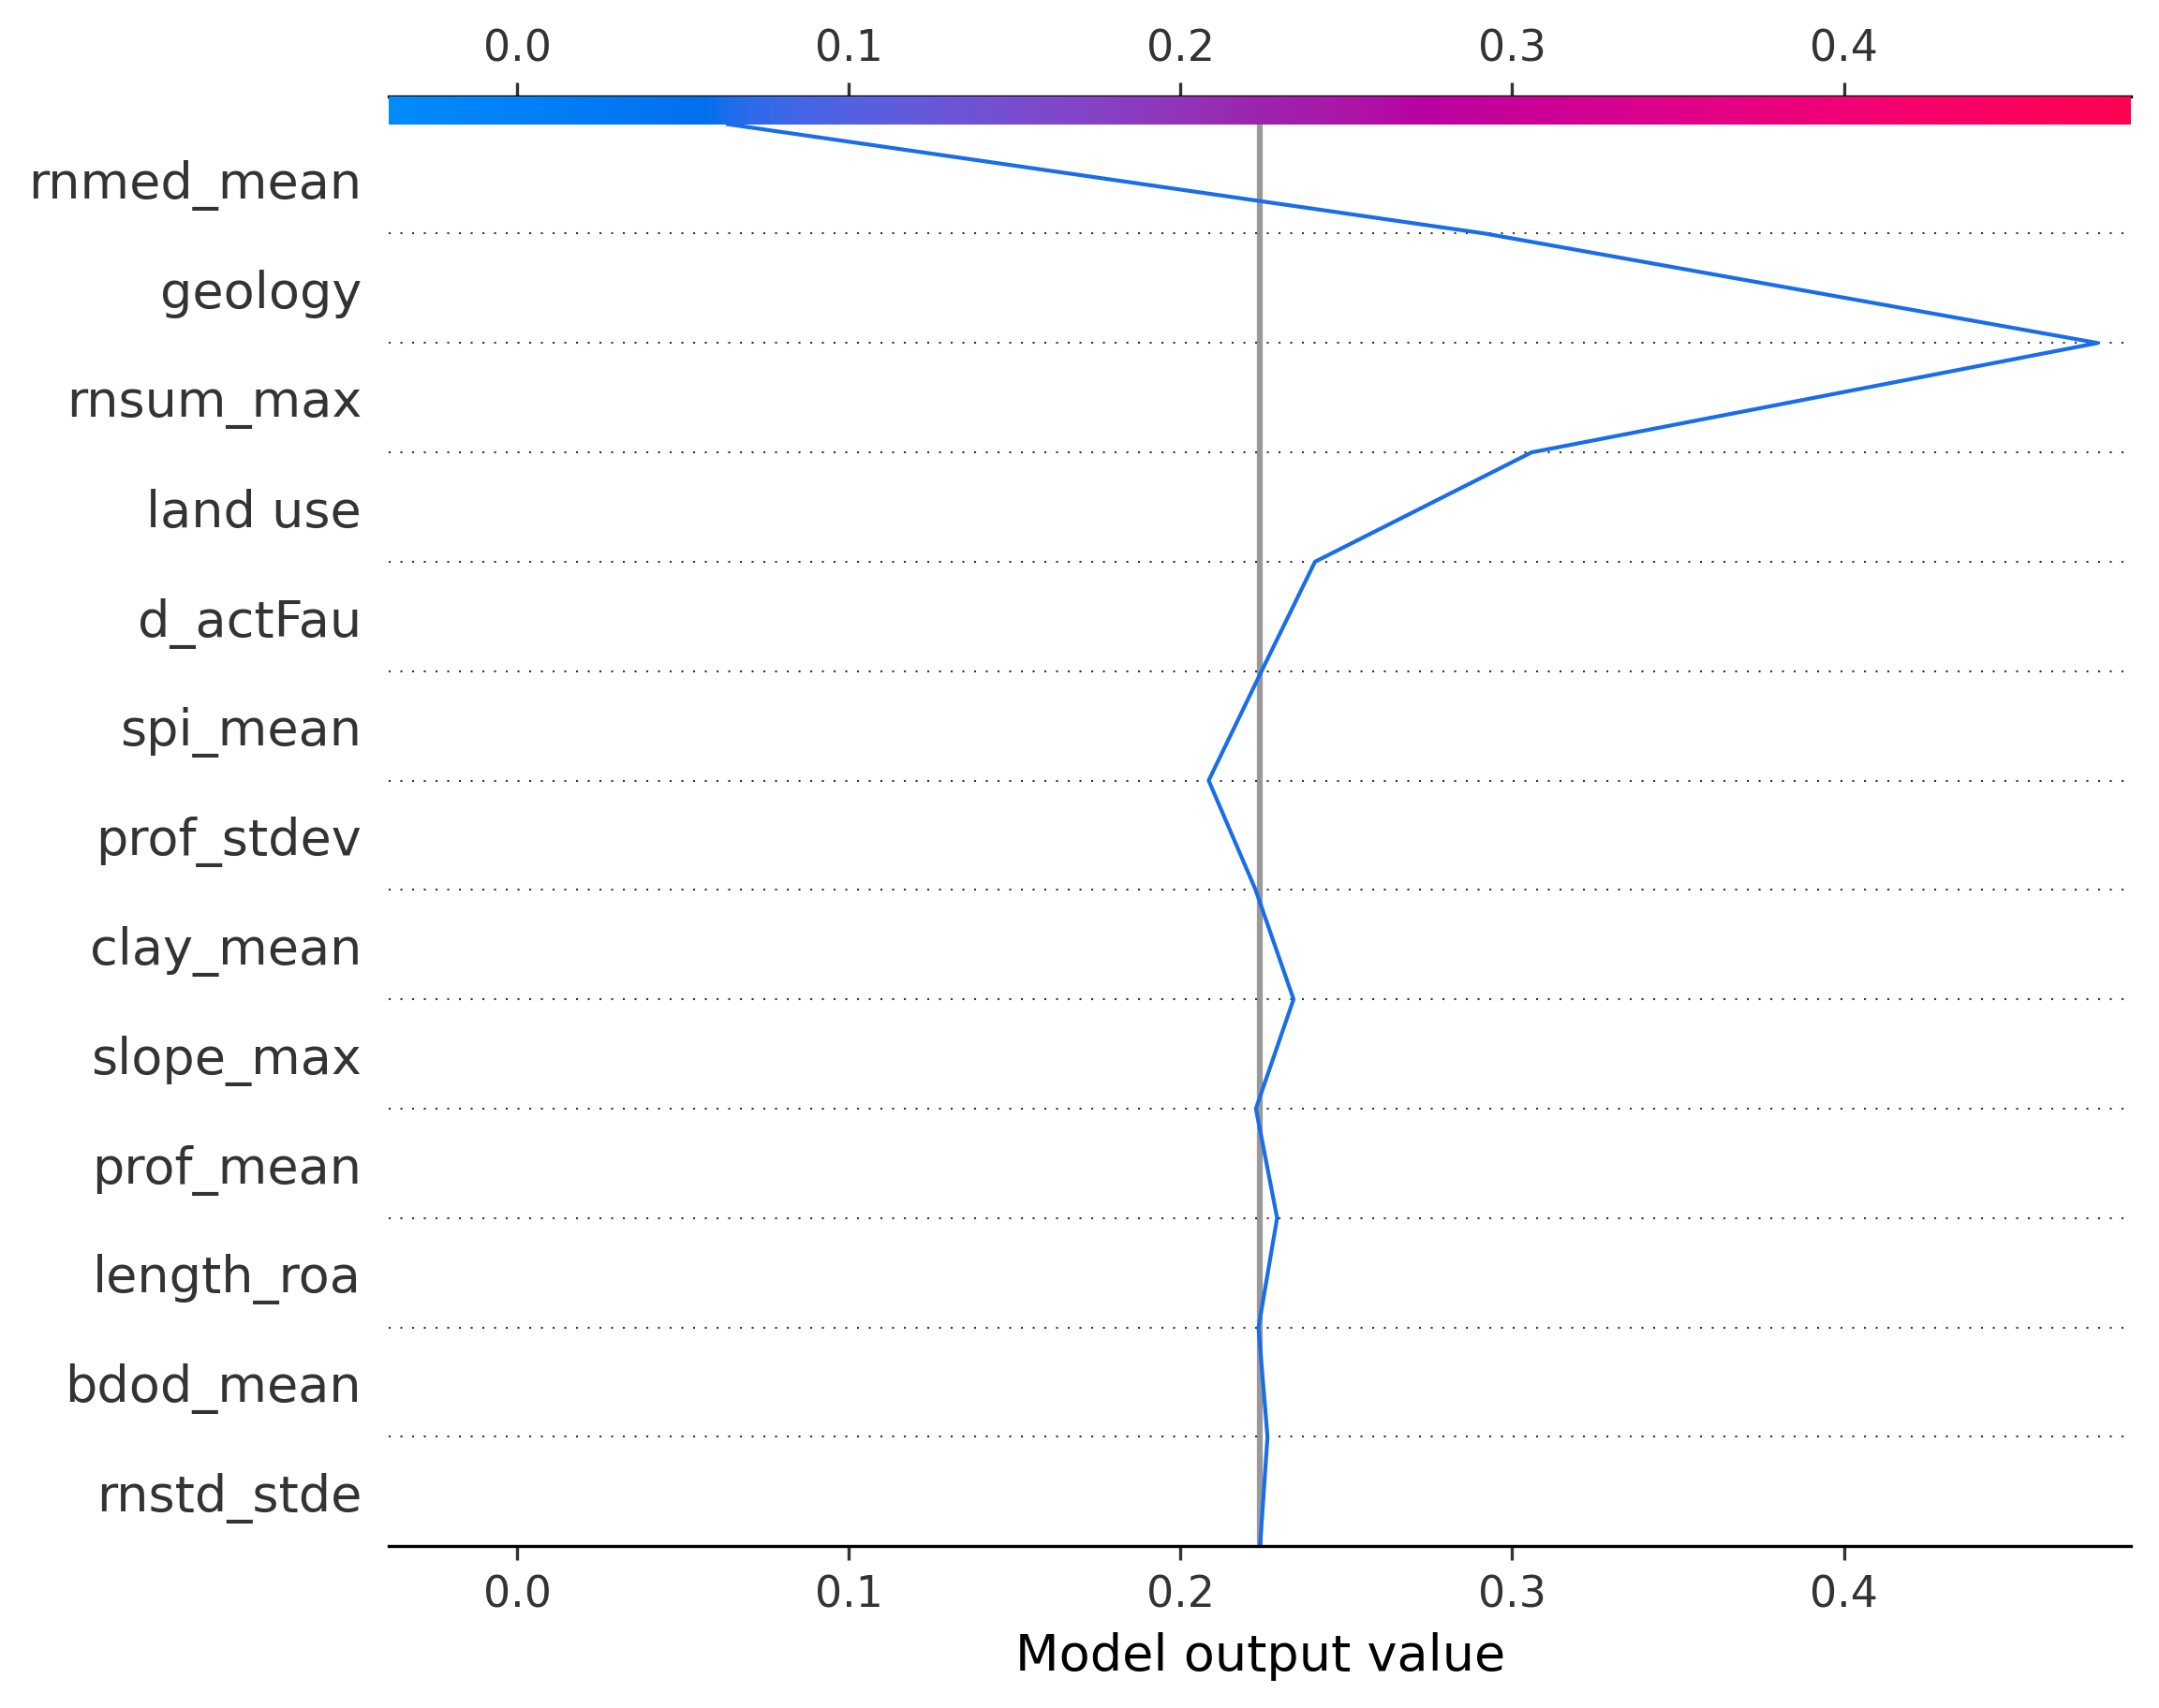 0.0 0.1 0.2 0.3 0.4
rnmed_mean
geology
rnsum_max
land use
d_actFau
spi_mean
prof_stdev
clay_mean
slope_max
prof_mean
length_roa
bdod_mean
rnstd_stde
0.0 0.1 0.2 0.3 0.4
Model output value